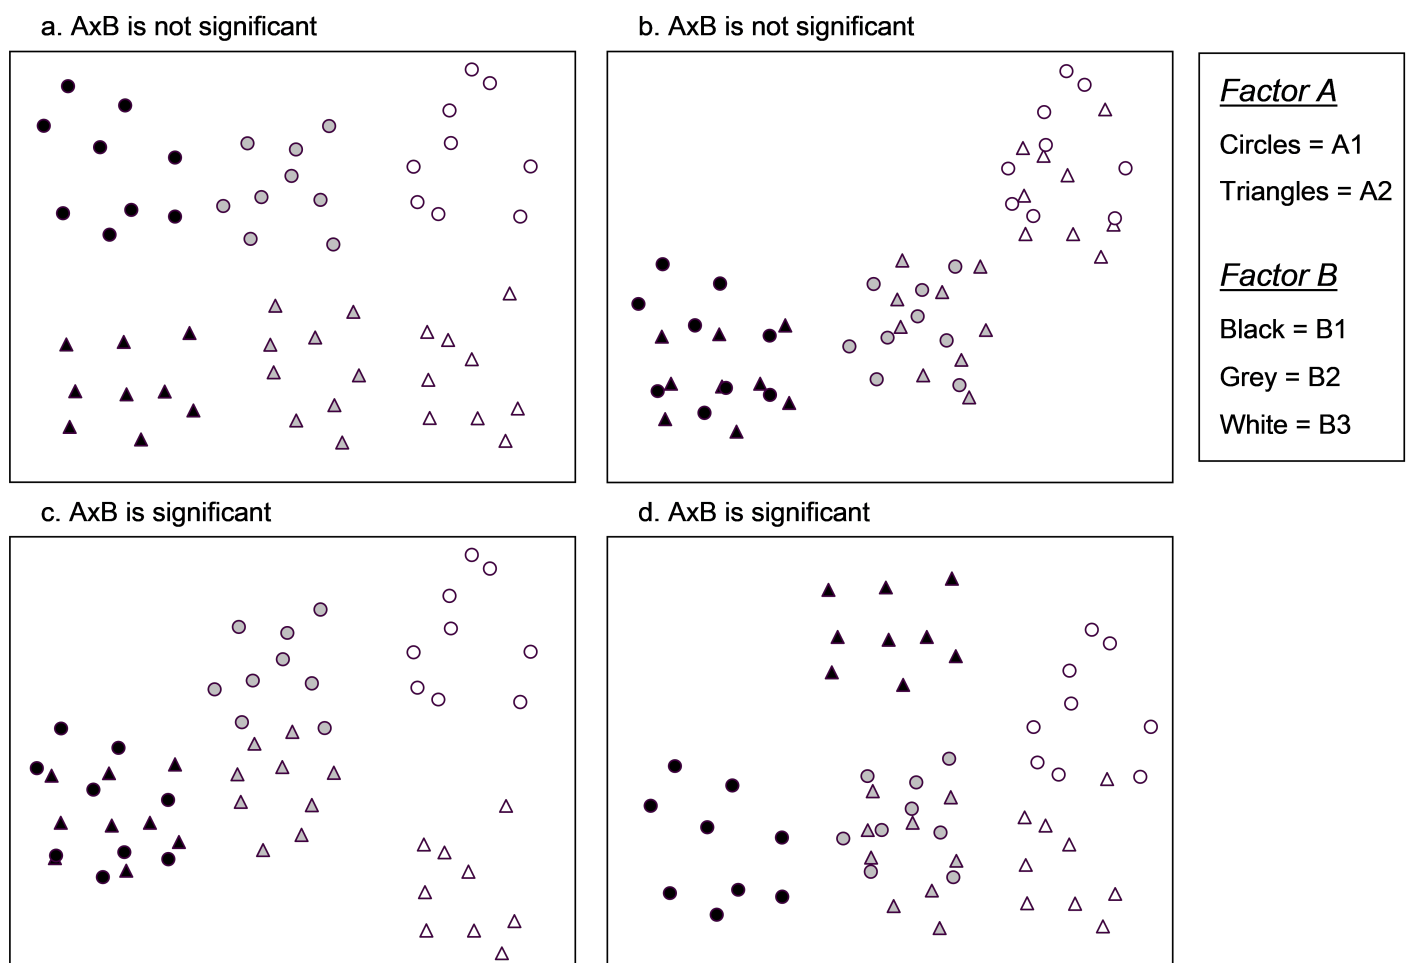 a. AxB is not significant
b. AxB is not significant
Factor A
Circles = A1
Triangles = A2
Factor B
Black = B1
Grey = B2
White = B3
c. AxB is significant
d. AxB is significant